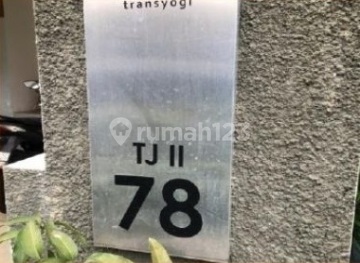 transyogi
rumah123
TJ II
78